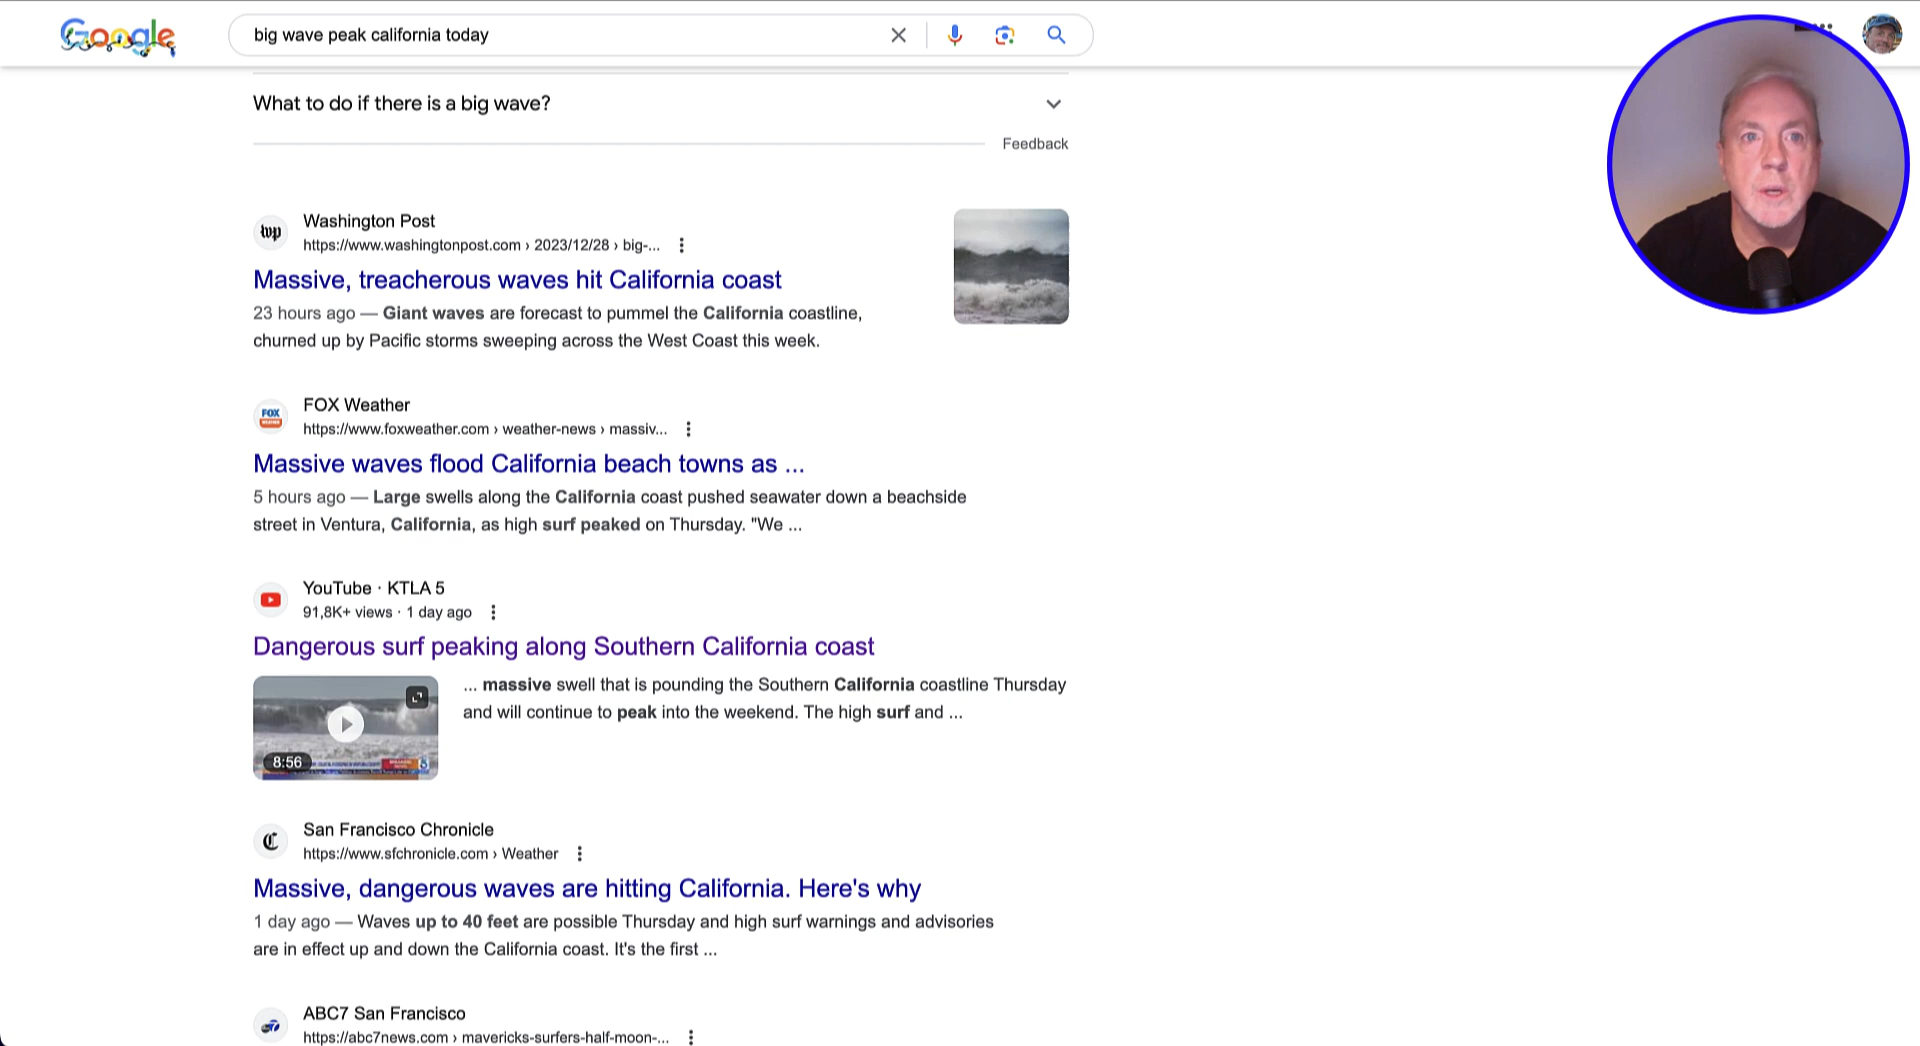 Google
big wave peak california today
What to do if there is a big wave?
Feedback
wp
Washington Post
https://www.washingtonpost.com › 2023/12/28 › big-...
Massive, treacherous waves hit California coast
23 hours ago — Giant waves are forecast to pummel the California coastline,
churned up by Pacific storms sweeping across the West Coast this week.
FOX
WEATHER
FOX Weather
https://www.foxweather.com › weather-news › massiv...
Massive waves flood California beach towns as ...
5 hours ago — Large swells along the California coast pushed seawater down a beachside
street in Ventura, California, as high surf peaked on Thursday. "We ...
YouTube · KTLA 5
91,8K+ views · 1 day ago
Dangerous surf peaking along Southern California coast
... massive swell that is pounding the Southern California coastline Thursday
and will continue to peak into the weekend. The high surf and ...
8:56
5
C
San Francisco Chronicle
https://www.sfchronicle.com › Weather
Massive, dangerous waves are hitting California. Here's why
1 day ago — Waves up to 40 feet are possible Thursday and high surf warnings and advisories
are in effect up and down the California coast. It's the first ...
7
ABC7 San Francisco
https://abc7news.com › mavericks-surfers-half-moon-...